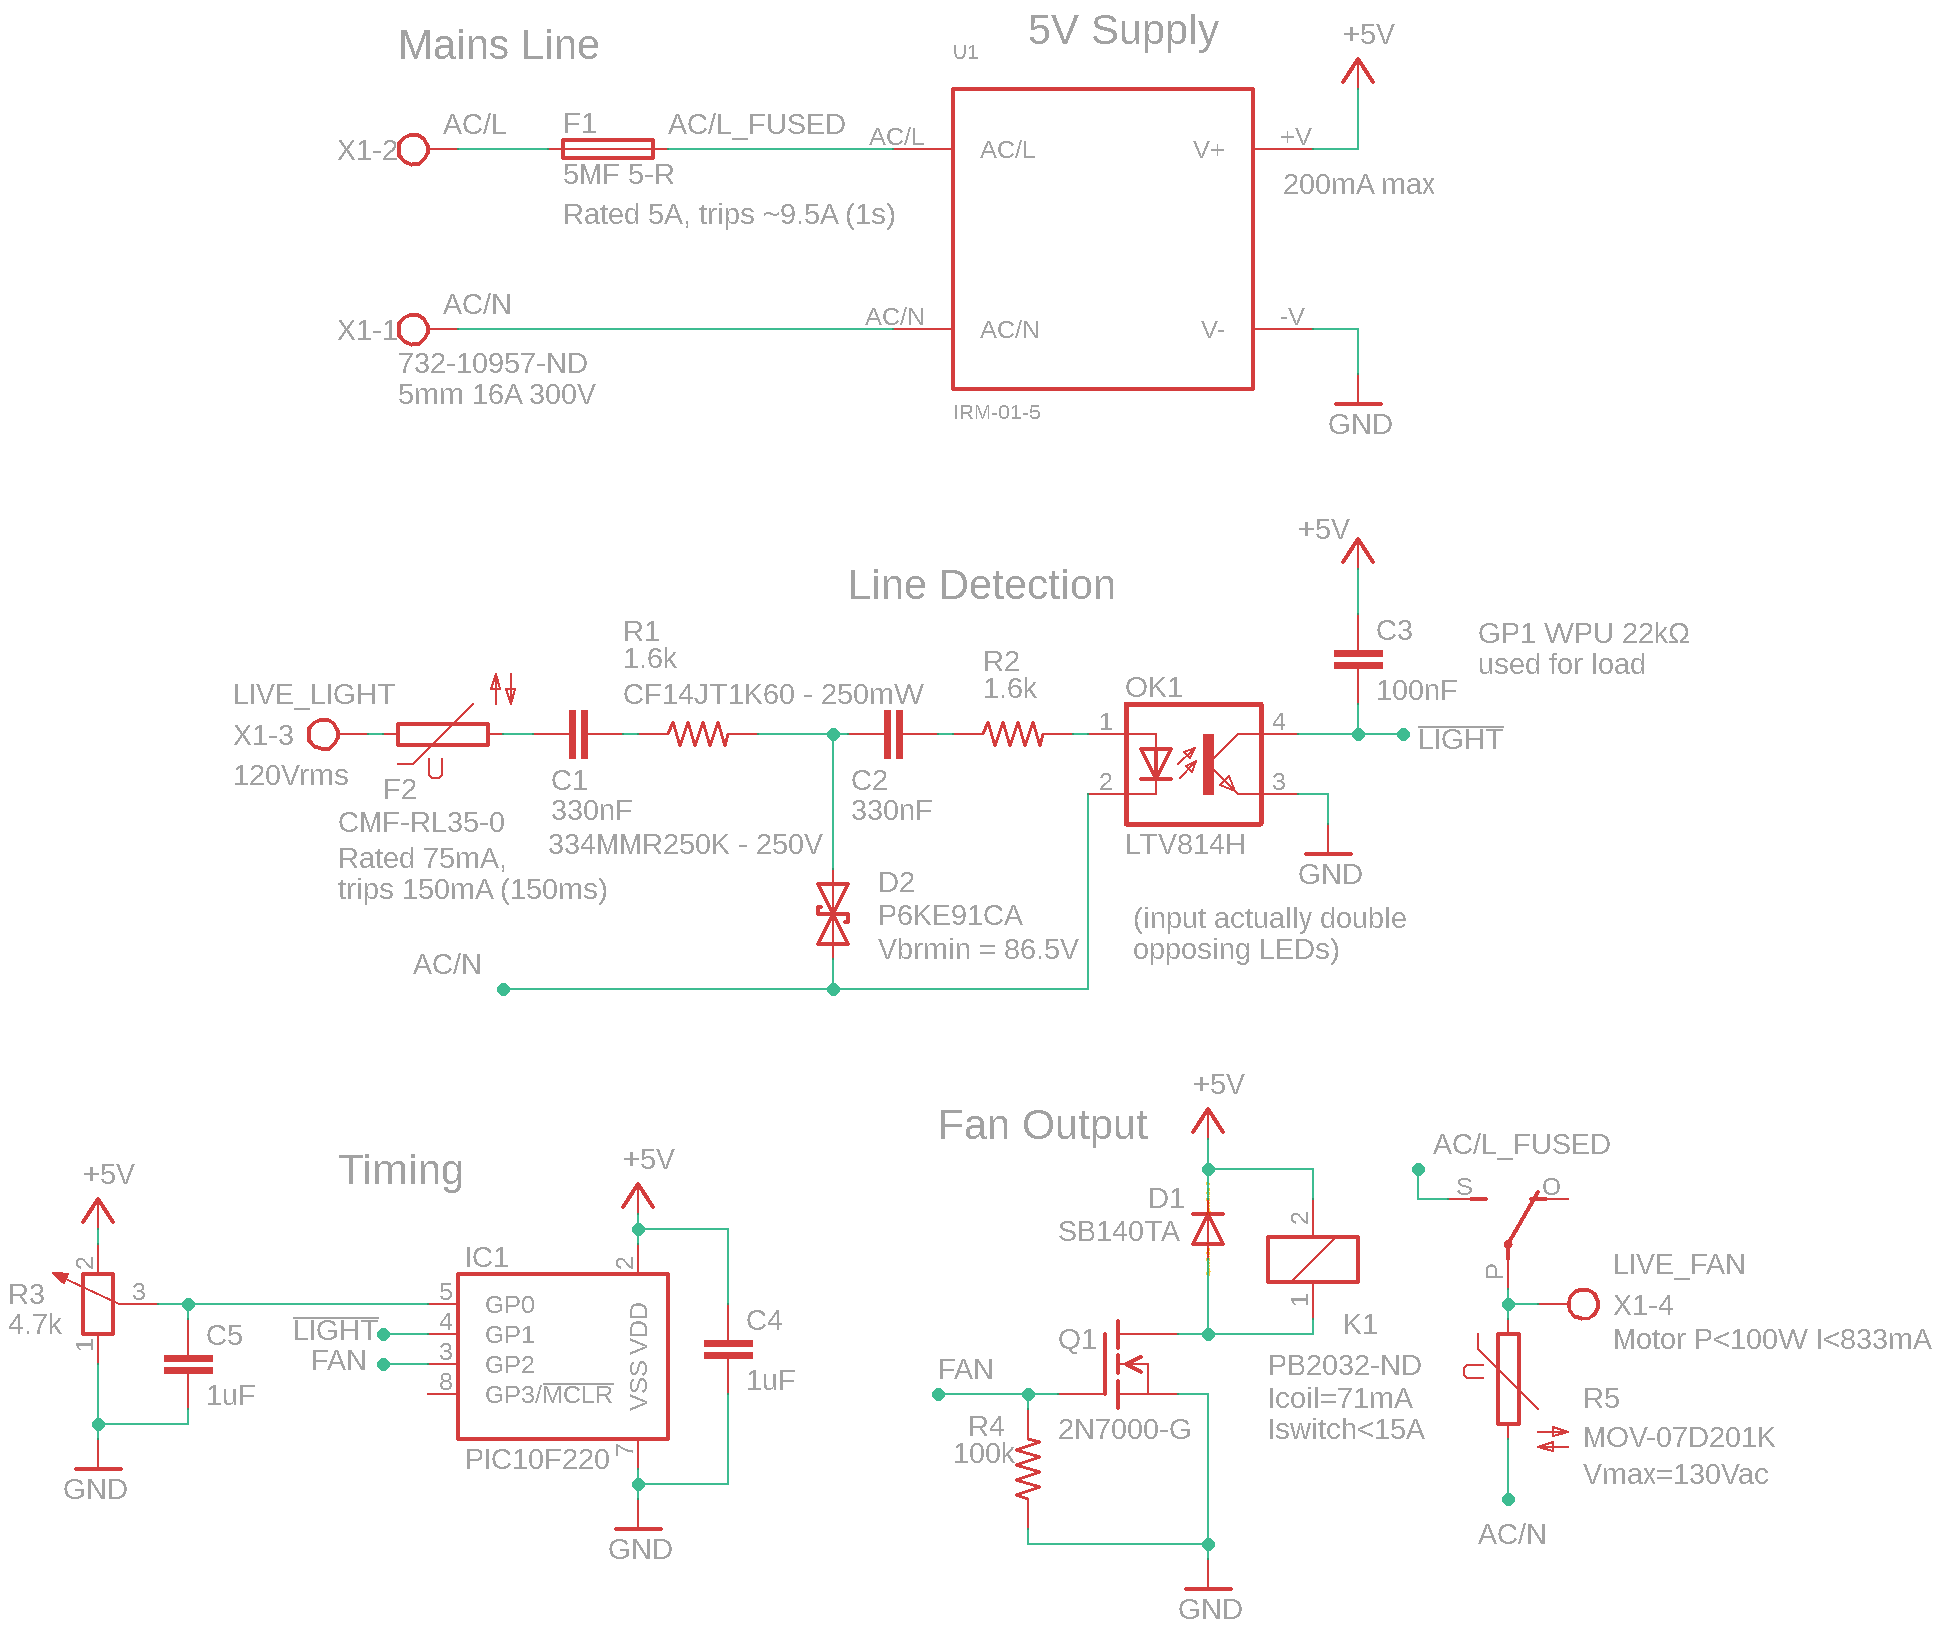 Mains Line
5V Supply
U1
+5V
AC/L
F1
AC/L_FUSED
AC/L
AC/L
V+
+V
X1-2
5MF 5-R
200mA max
Rated 5A, trips ~9.5A (1s)
AC/N
AC/N
AC/N
V-
-V
X1-1
732-10957-ND
5mm 16A 300V
IRM-01-5
GND
+5V
Line Detection
R1
1.6k
CF14JT1K60 - 250mW
R2
1.6k
C3
100nF
GP1 WPU 22kΩ
used for load
LIVE_LIGHT
X1-3
120Vrms
F2
CMF-RL35-0
Rated 75mA,
trips 150mA (150ms)
C1
330nF
334MMR250K - 250V
C2
330nF
OK1
1
2
4
3
LTV814H
LIGHT
GND
D2
P6KE91CA
Vbrmin = 86.5V
(input actually double
opposing LEDs)
AC/N
Timing
+5V
2
R3
4.7k
3
1
C5
1uF
GND
LIGHT
FAN
+5V
IC1
2
5
4
3
8
GP0
GP1
GP2
GP3/MCLR
VSS VDD
7
PIC10F220
C4
1uF
GND
Fan Output
+5V
D1
SB140TA
2
1
K1
PB2032-ND
Icoil=71mA
Iswitch<15A
Q1
2N7000-G
FAN
R4
100k
GND
AC/L_FUSED
S
O
P
LIVE_FAN
X1-4
Motor P<100W I<833mA
R5
MOV-07D201K
Vmax=130Vac
AC/N